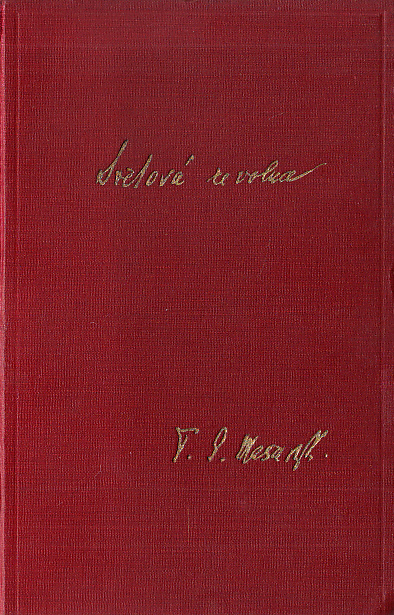 Světová revoluce
T. G. Masaryk.